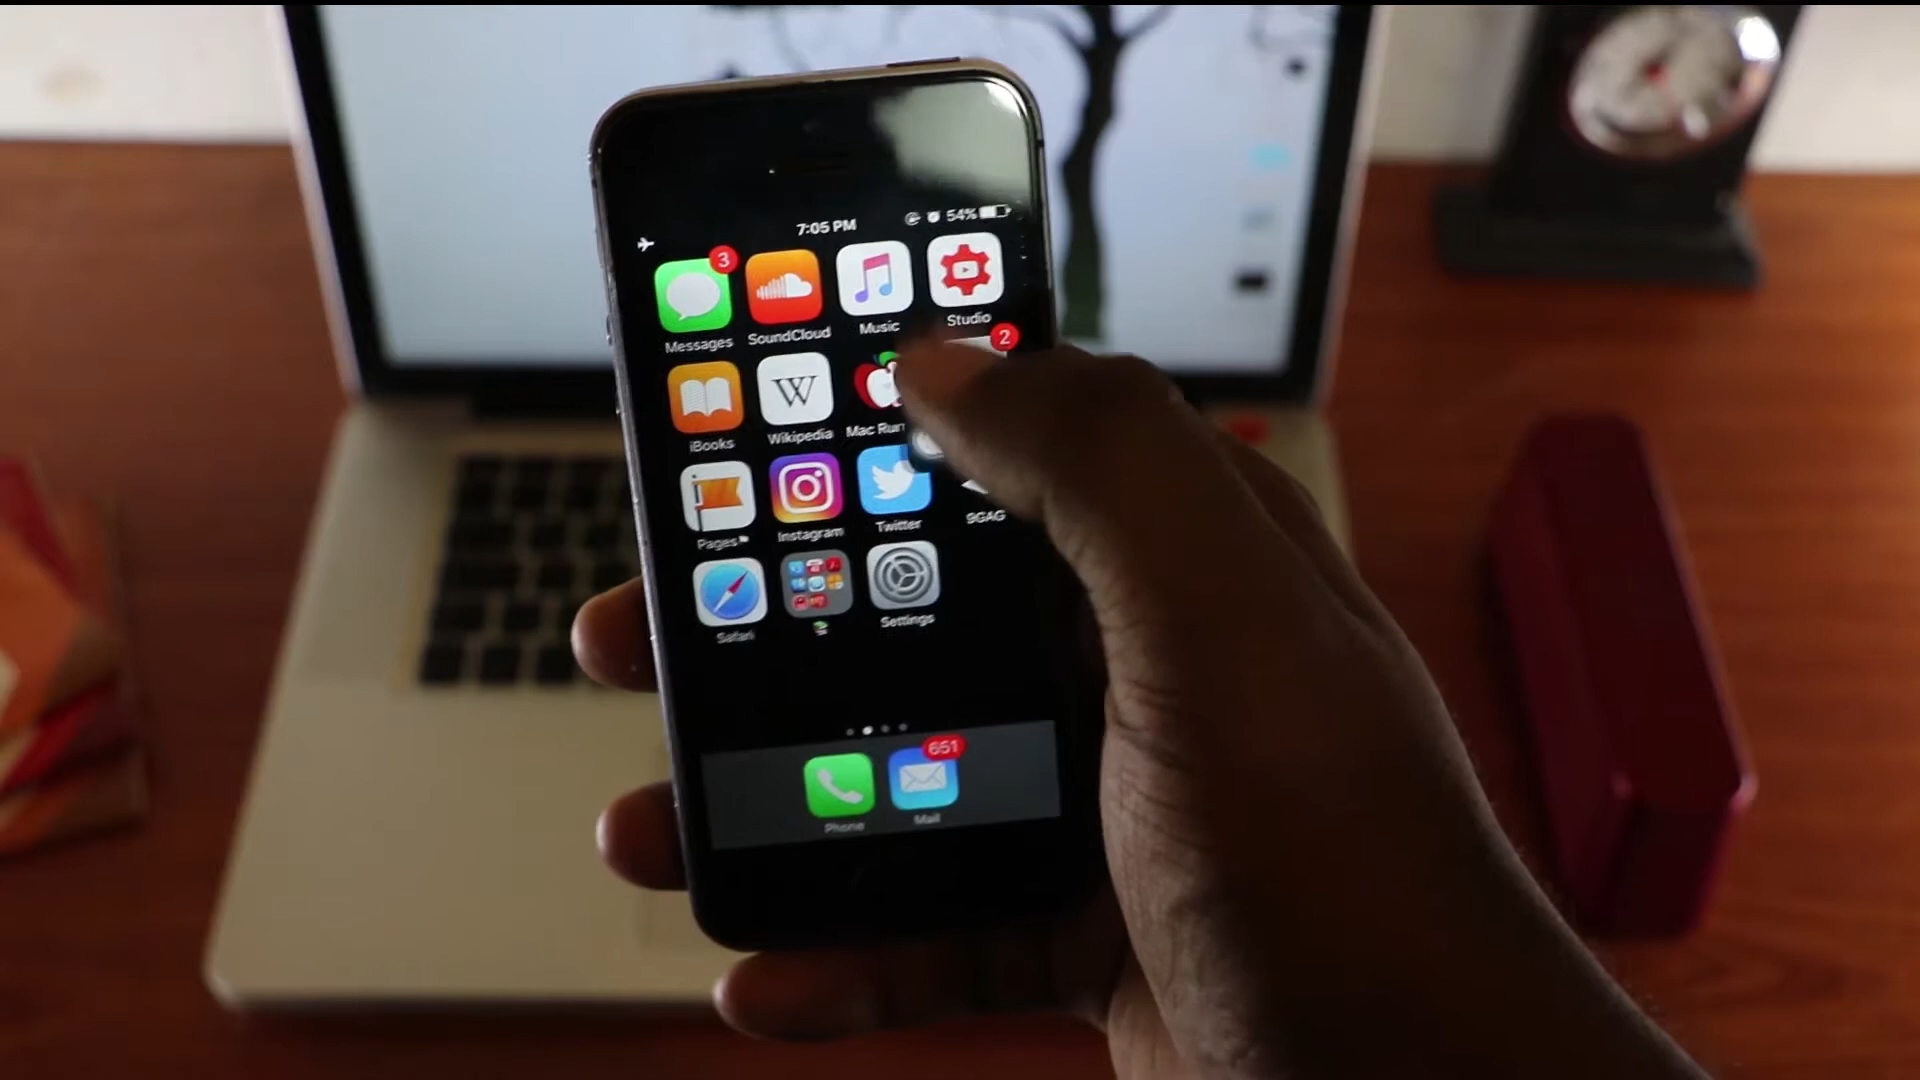 7:05 PM 54%
3
Messages SoundCloud Music Studio
2
iBooks Wikipedia Mac Run
Pages Instagram Twitter 9GAG
Safari Settings
651
Phone Mail